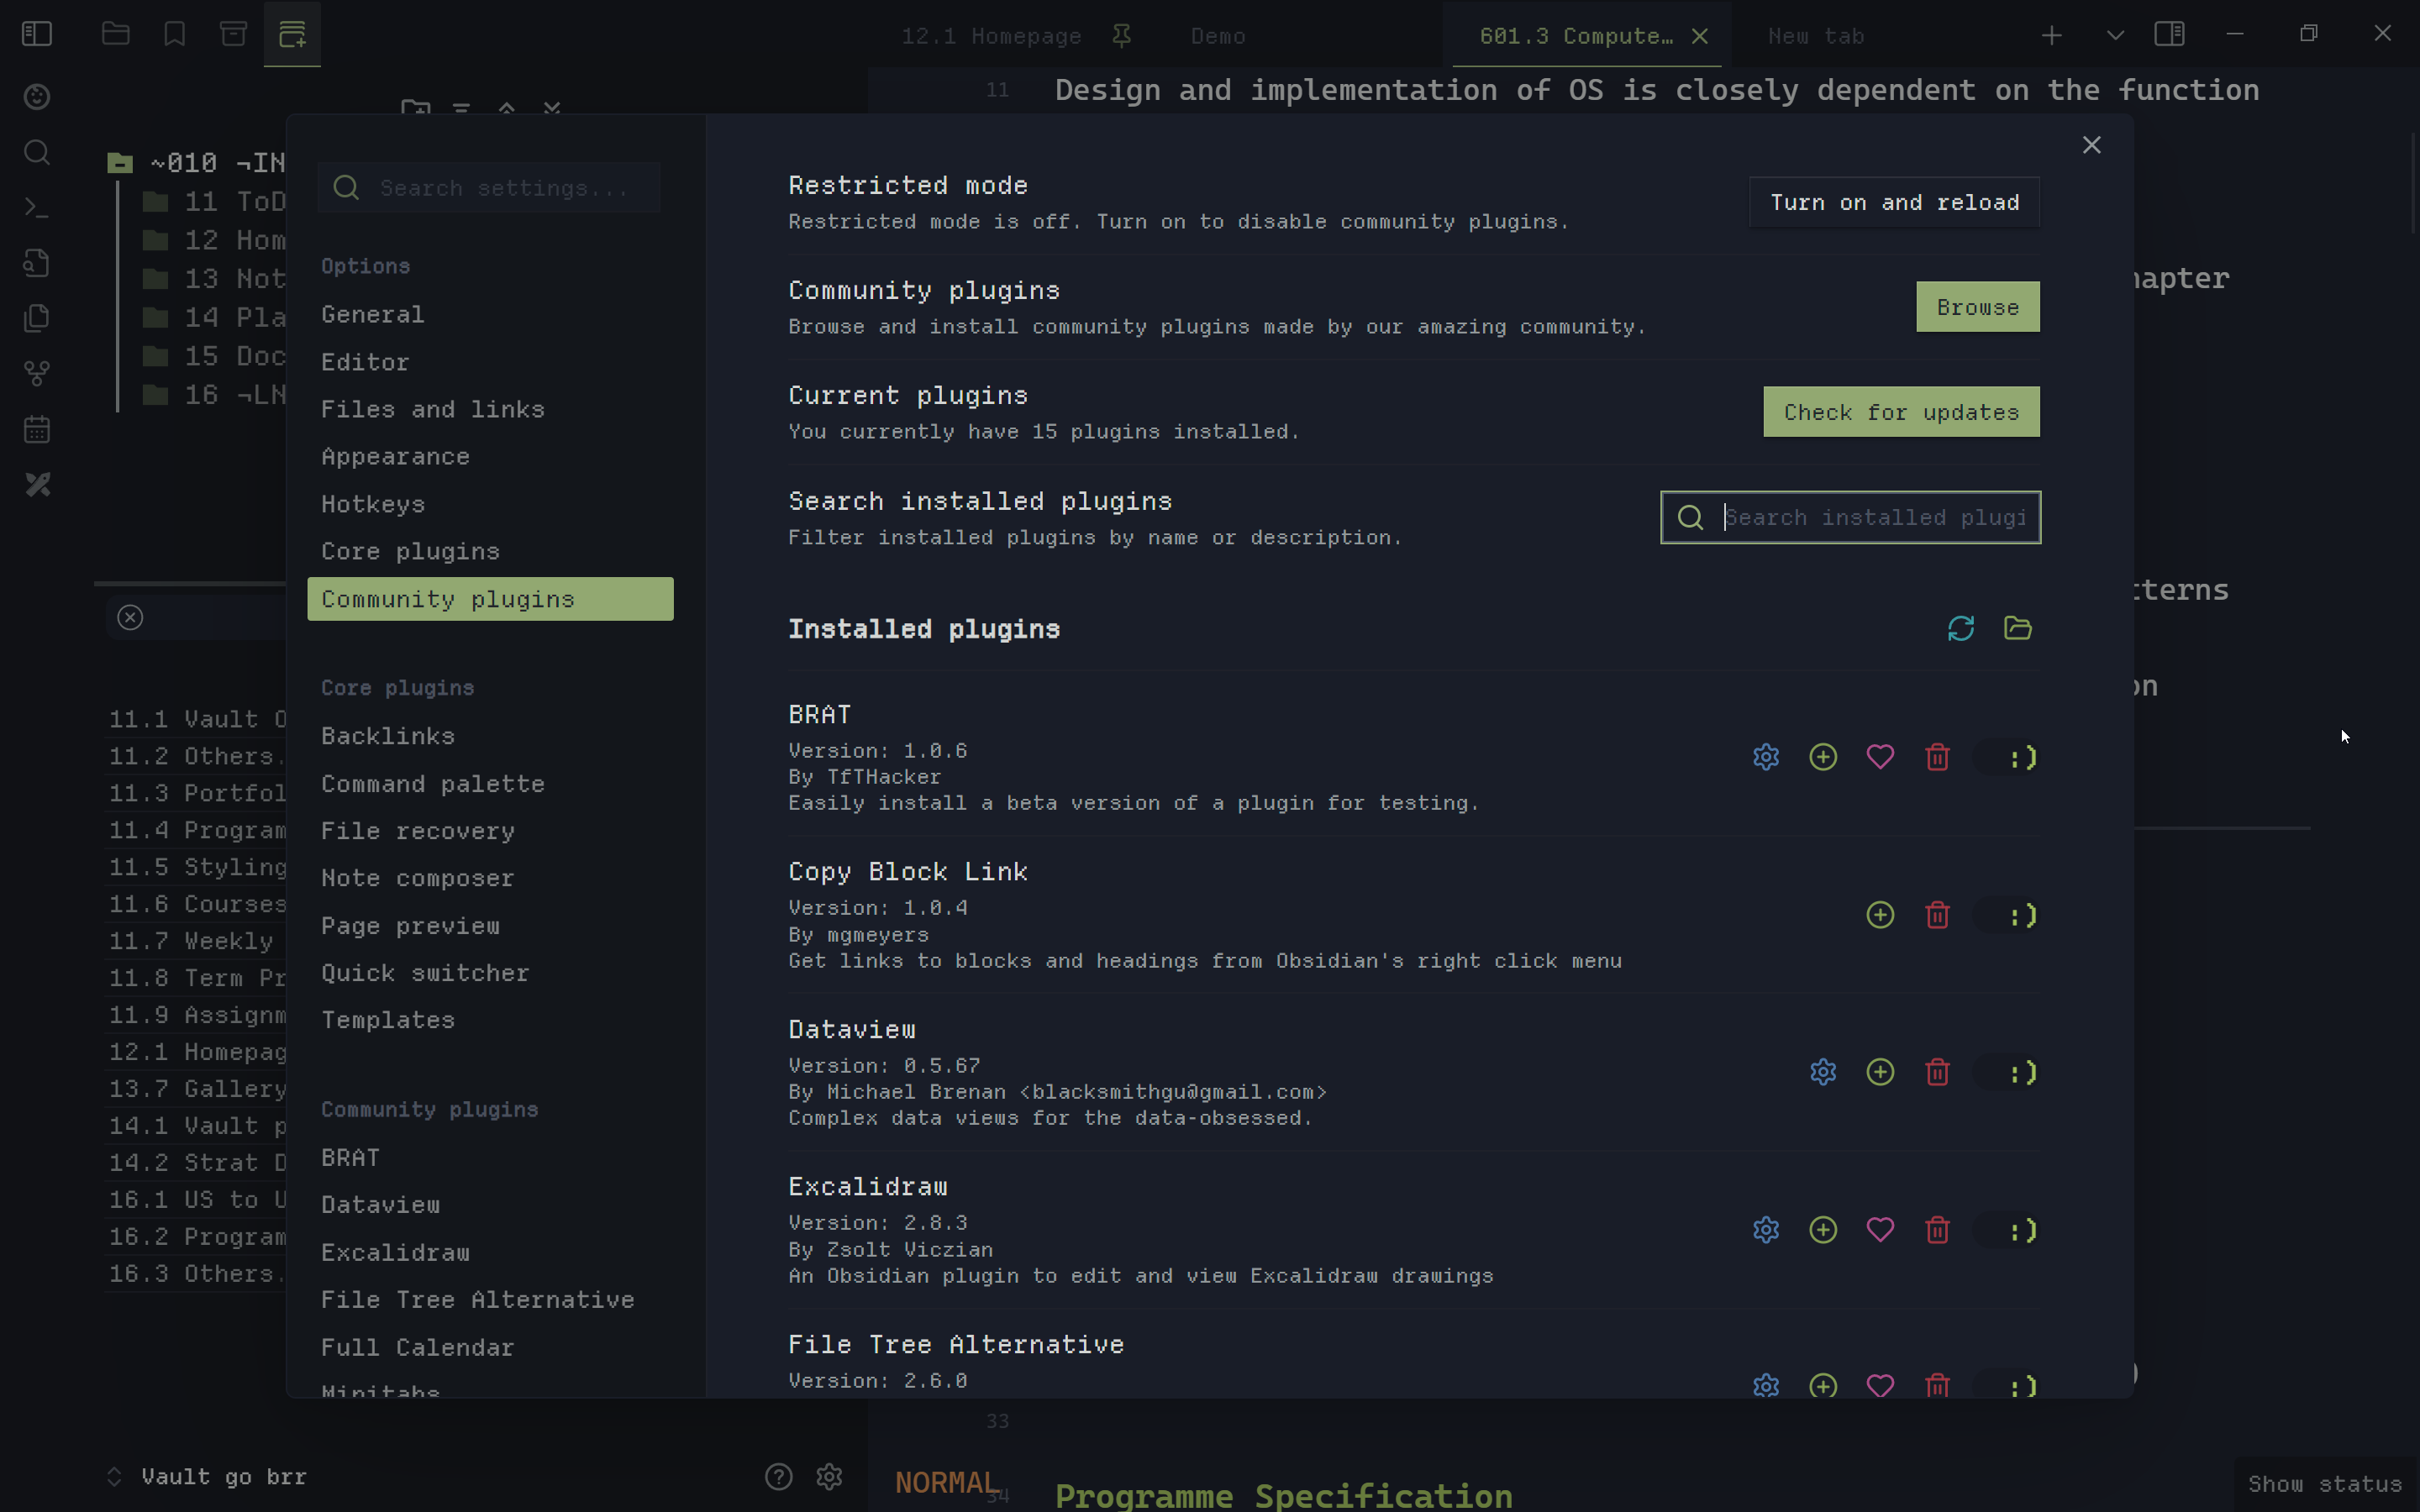 12.1 Homepage
Demo
601.3 Compute…
New tab
11
Design and implementation of OS is closely dependent on the function
~010 ¬IN
11 ToD
12 Hom
13 Not
14 Pla
15 Doc
16 ¬LN
11.1 Vault O
11.2 Others.
11.3 Portfol
11.4 Program
11.5 Styling
11.6 Courses
11.7 Weekly
11.8 Term Pr
11.9 Assignm
12.1 Homepag
13.7 Gallery
14.1 Vault p
14.2 Strat D
16.1 US to U
16.2 Program
16.3 Others.
Vault go brr
Search settings...
Options
General
Editor
Files and links
Appearance
Hotkeys
Core plugins
Community plugins
Core plugins
Backlinks
Command palette
File recovery
Note composer
Page preview
Quick switcher
Templates
Community plugins
BRAT
Dataview
Excalidraw
File Tree Alternative
Full Calendar
Minitabs
Restricted mode
Restricted mode is off. Turn on to disable community plugins.
Turn on and reload
Community plugins
Browse and install community plugins made by our amazing community.
Browse
Current plugins
You currently have 15 plugins installed.
Check for updates
Search installed plugins
Filter installed plugins by name or description.
Search installed plugi
Installed plugins
BRAT
Version: 1.0.6
By TfTHacker
Easily install a beta version of a plugin for testing.
:)
Copy Block Link
Version: 1.0.4
By mgmeyers
Get links to blocks and headings from Obsidian's right click menu
:)
Dataview
Version: 0.5.67
By Michael Brenan <blacksmithgu@gmail.com>
Complex data views for the data-obsessed.
:)
Excalidraw
Version: 2.8.3
By Zsolt Viczian
An Obsidian plugin to edit and view Excalidraw drawings
:)
File Tree Alternative
Version: 2.6.0
:)
hapter
tterns
on
)
33
NORMAL
34
Programme Specification
Show status